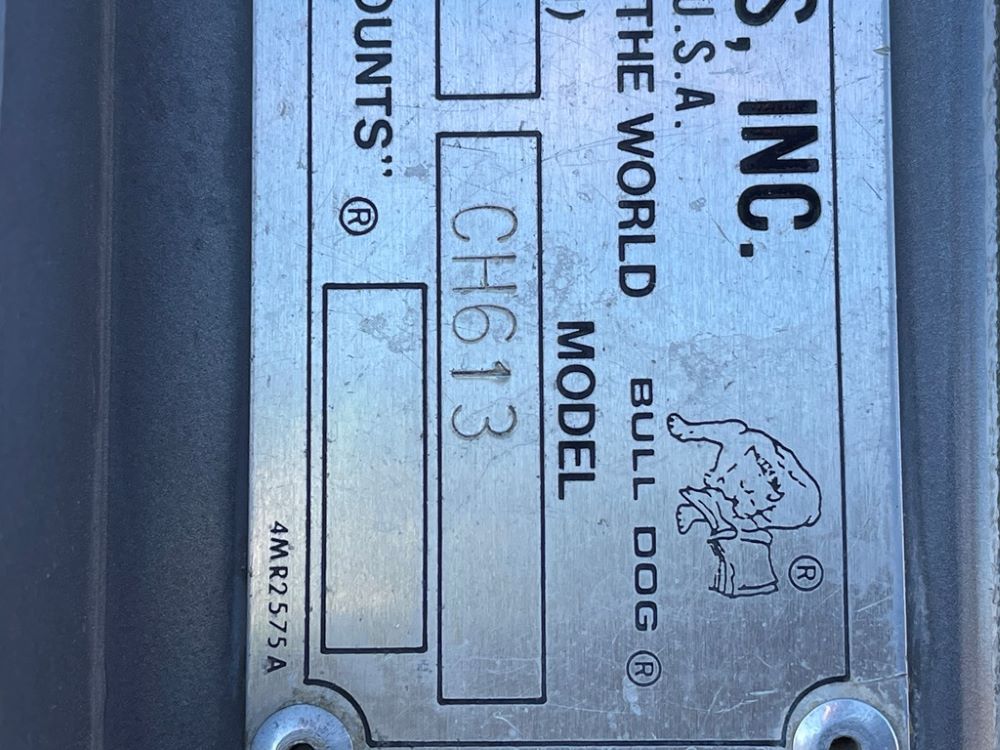 S, INC.
U.S.A.
THE WORLD
BULL DOG ®
®
)
MODEL
CH613
OUNTS" ®
4MR2575A